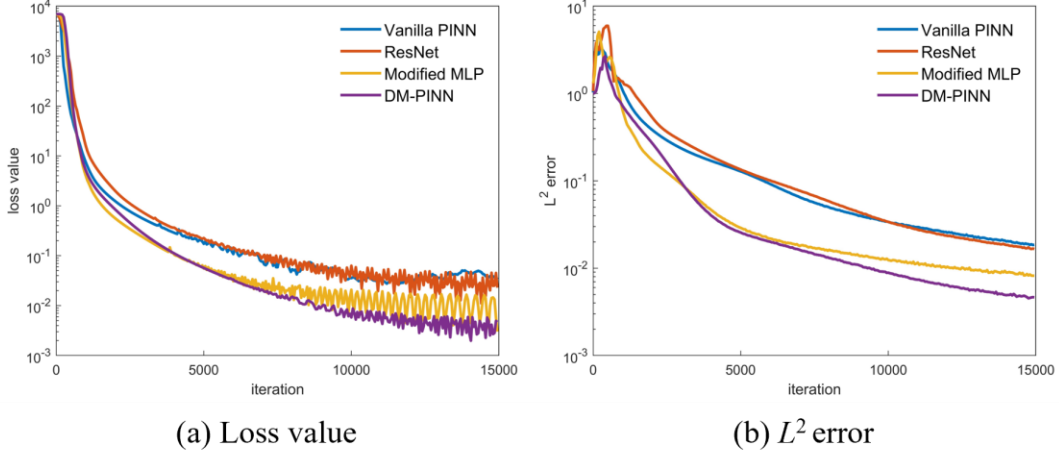 (a)
10^4
10^3
10^2
10^1
10^0
10^-1
10^-2
10^-3
loss value
0
5000
10000
15000
iteration
Vanilla PINN
ResNet
Modified MLP
DM-PINN
(a) Loss value
(b)
10^1
10^0
10^-1
10^-2
10^-3
L^2 error
0
5000
10000
15000
iteration
Vanilla PINN
ResNet
Modified MLP
DM-PINN
(b) L^2 error